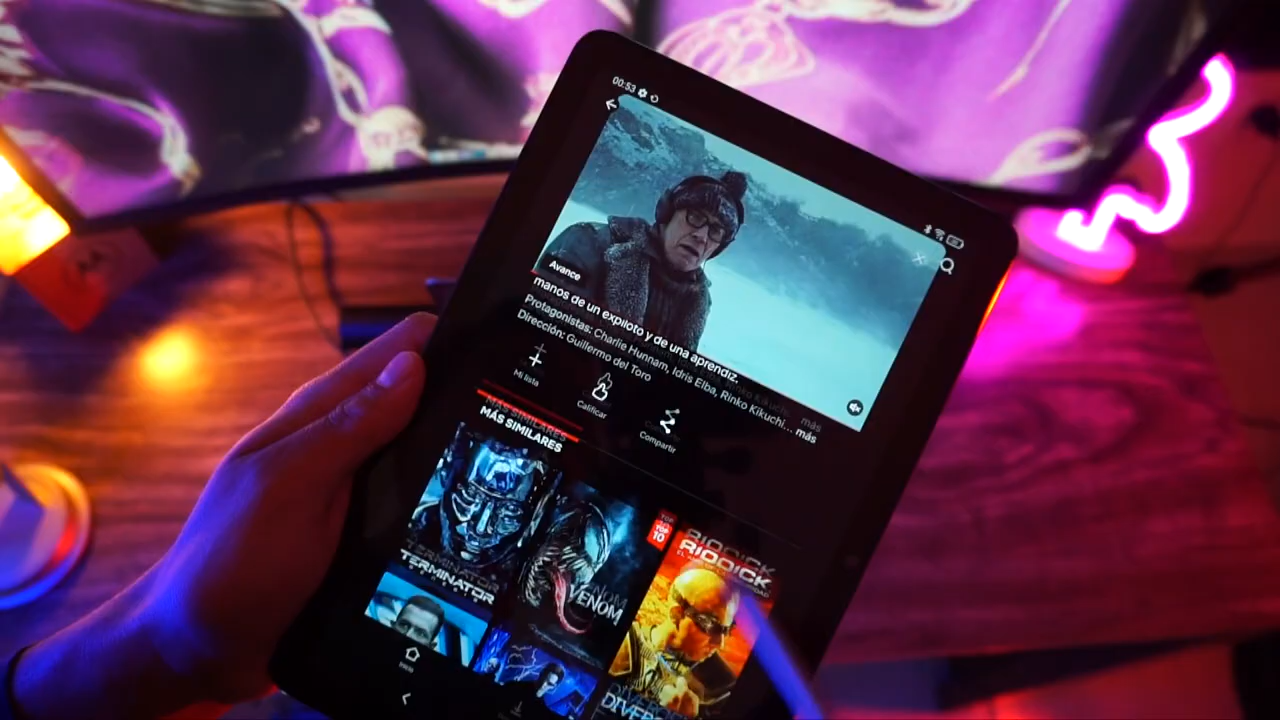 00:53
Avance
manos de un expiloto y de una aprendiz.
Protagonistas: Charlie Hunnam, Idris Elba, Rinko Kikuchi... más
Dirección: Guillermo del Toro
Mi lista
Calificar
Compartir
MÁS SIMILARES
TERMINATOR
VENOM
TOP
10
RIDDICK
Inicio